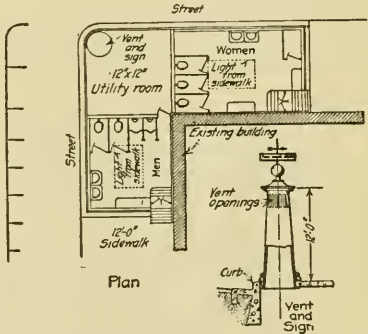 Street
Vent
and
sign
Women
12"x12"
Utility room
Light
from
sidewalk
Existing building
Street
Light
from
sidewalk
Men
Vent
openings
12'-0"
12'-0"
Sidewalk
Curb
Plan
Vent
and
Sign